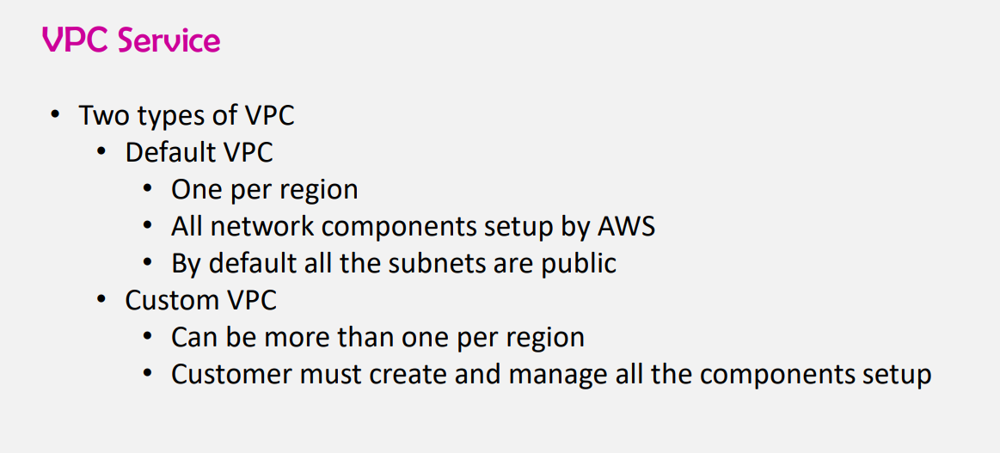 VPC Service
• Two types of VPC
• Default VPC
• One per region
• All network components setup by AWS
• By default all the subnets are public
• Custom VPC
• Can be more than one per region
• Customer must create and manage all the components setup